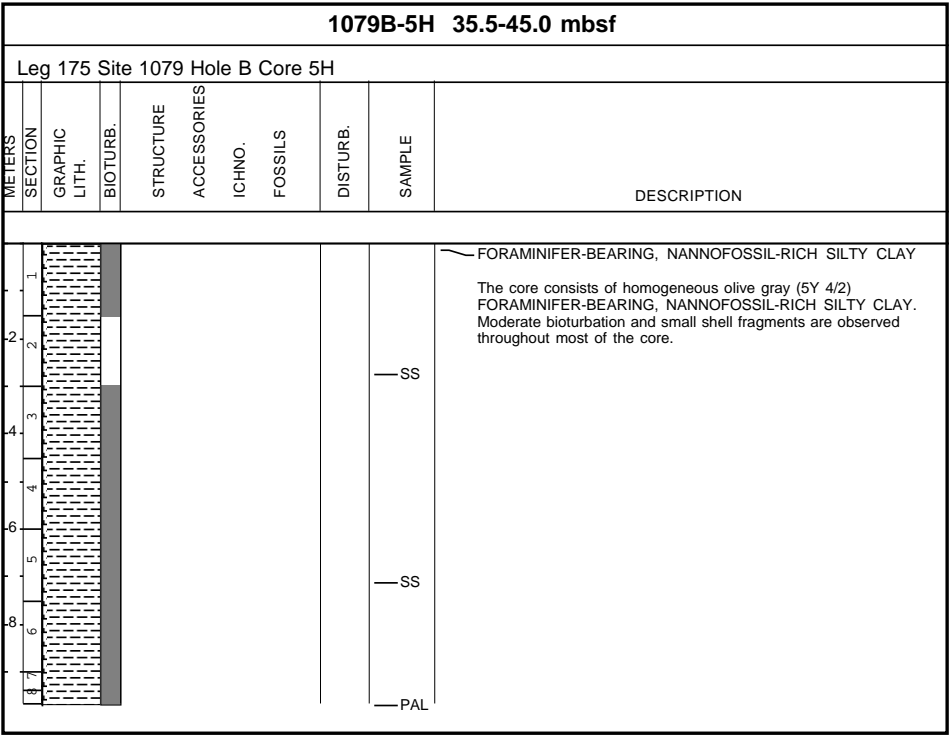 1079B-5H 35.5-45.0 mbsf
Leg 175 Site 1079 Hole B Core 5H
METERS
SECTION
GRAPHIC
LITH.
BIOTURB.
STRUCTURE
ACCESSORIES
ICHNO.
FOSSILS
DISTURB.
SAMPLE
DESCRIPTION
FORAMINIFER-BEARING, NANNOFOSSIL-RICH SILTY CLAY
The core consists of homogeneous olive gray (5Y 4/2)
FORAMINIFER-BEARING, NANNOFOSSIL-RICH SILTY CLAY.
Moderate bioturbation and small shell fragments are observed
throughout most of the core.
1
2
2
SS
3
4
4
6
5
SS
8
6
7
8
PAL